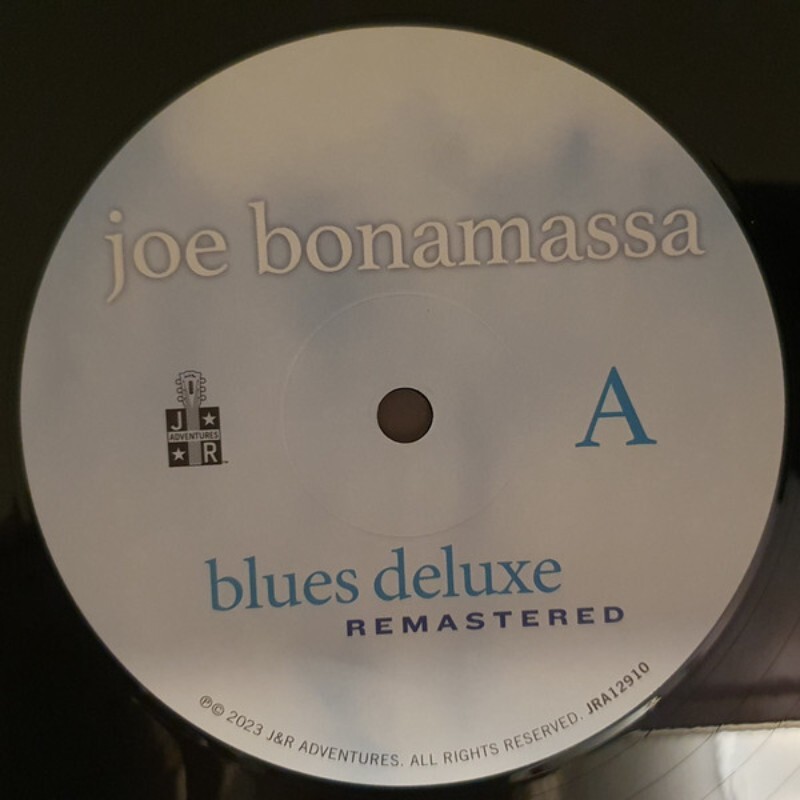 joe bonamassa
J
ADVENTURES
R
A
blues deluxe
REMASTERED
℗© 2023 J&R ADVENTURES. ALL RIGHTS RESERVED. JRA12910